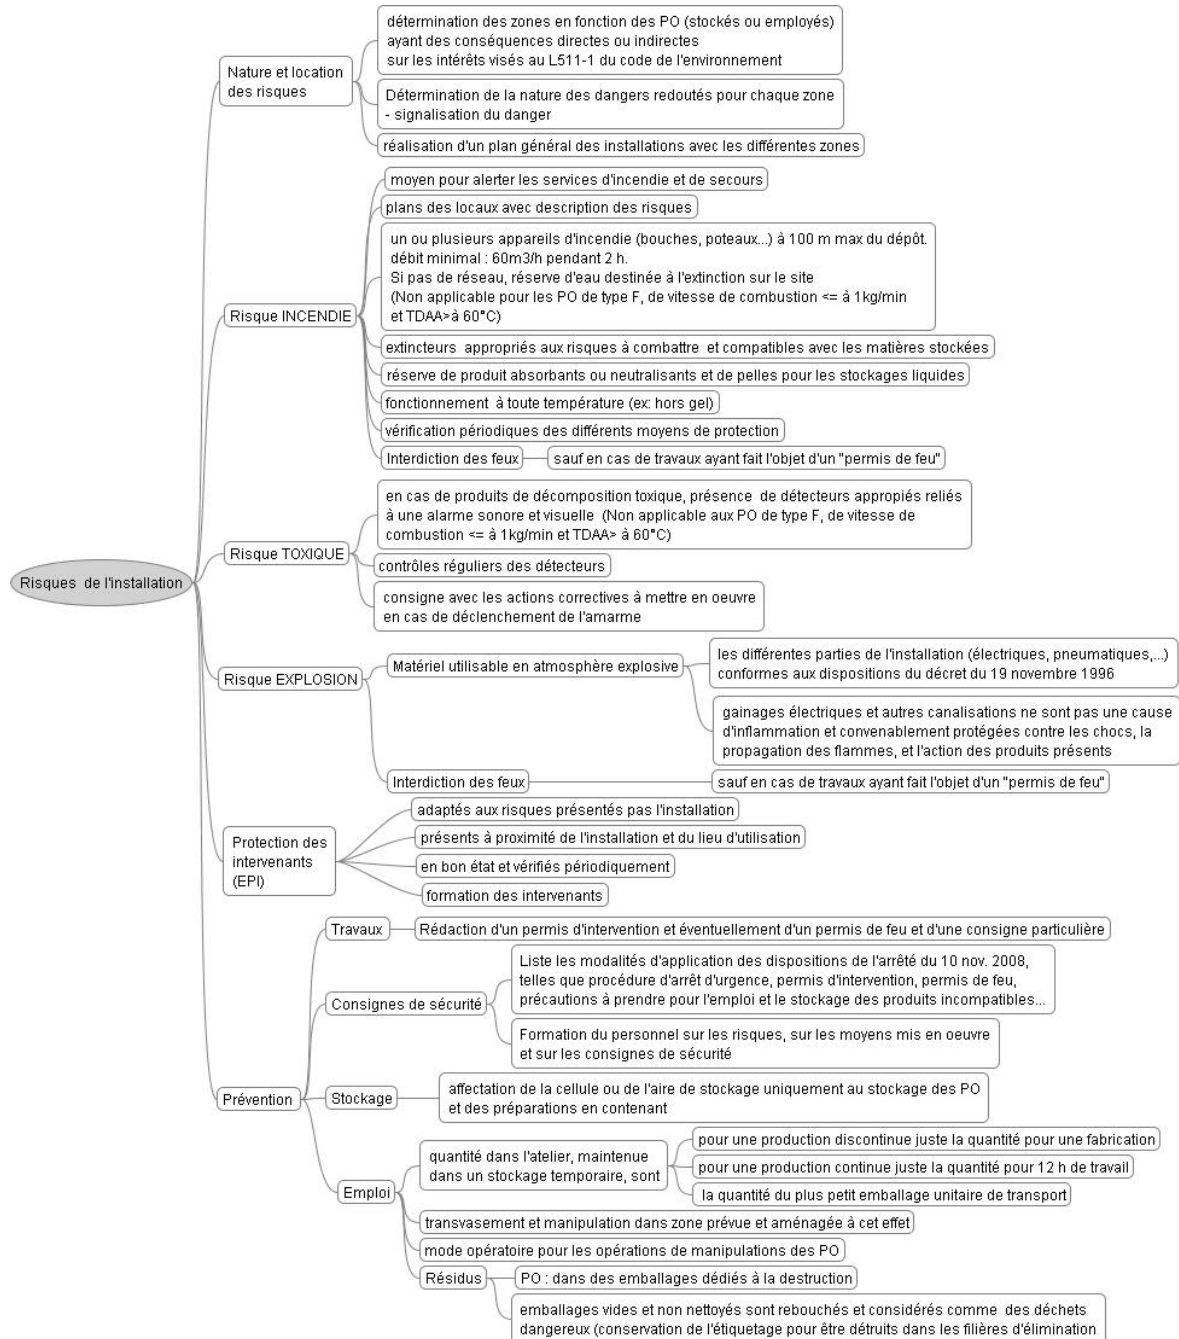 Risques  de l'installation
Nature et location
des risques
détermination des zones en fonction des PO (stockés ou employés)
ayant des conséquences directes ou indirectes
sur les intérêts visés au L511-1 du code de l'environnement
Détermination de la nature des dangers redoutés pour chaque zone
- signalisation du danger
réalisation d'un plan général des installations avec les différentes zones
Risque INCENDIE
moyen pour alerter les services d'incendie et de secours
plans des locaux avec description des risques
un ou plusieurs appareils d'incendie (bouches, poteaux...) à 100 m max du dépôt.
débit minimal : 60m3/h pendant 2 h.
Si pas de réseau, réserve d'eau destinée à l'extinction sur le site
(Non applicable pour les PO de type F, de vitesse de combustion <= à 1kg/min
et TDAA>à 60°C)
extincteurs  appropriés aux risques à combattre  et compatibles avec les matières stockées
réserve de produit absorbants ou neutralisants et de pelles pour les stockages liquides
fonctionnement  à toute température (ex: hors gel)
vérification périodiques des différents moyens de protection
Interdiction des feux
sauf en cas de travaux ayant fait l'objet d'un "permis de feu"
Risque TOXIQUE
en cas de produits de décomposition toxique, présence  de détecteurs appropiés reliés
à une alarme sonore et visuelle  (Non applicable aux PO de type F, de vitesse de
combustion <= à 1kg/min et TDAA> à 60°C)
contrôles réguliers des détecteurs
consigne avec les actions correctives à mettre en oeuvre
en cas de déclenchement de l'amarme
Risque EXPLOSION
Matériel utilisable en atmosphère explosive
les différentes parties de l'installation (électriques, pneumatiques,...)
conformes aux dispositions du décret du 19 novembre 1996
gainages électriques et autres canalisations ne sont pas une cause
d'inflammation et convenablement protégées contre les chocs, la
propagation des flammes, et l'action des produits présents
Interdiction des feux
sauf en cas de travaux ayant fait l'objet d'un "permis de feu"
Protection des
intervenants
(EPI)
adaptés aux risques présentés pas l'installation
présents à proximité de l'installation et du lieu d'utilisation
en bon état et vérifiés périodiquement
formation des intervenants
Prévention
Travaux
Rédaction d'un permis d'intervention et éventuellement d'un permis de feu et d'une consigne particulière
Consignes de sécurité
Liste les modalités d'application des dispositions de l'arrêté du 10 nov. 2008,
telles que procédure d'arrêt d'urgence, permis d'intervention, permis de feu,
précautions à prendre pour l'emploi et le stockage des produits incompatibles...
Formation du personnel sur les risques, sur les moyens mis en oeuvre
et sur les consignes de sécurité
Stockage
affectation de la cellule ou de l'aire de stockage uniquement au stockage des PO
et des préparations en contenant
Emploi
quantité dans l'atelier, maintenue
dans un stockage temporaire, sont
pour une production discontinue juste la quantité pour une fabrication
pour une production continue juste la quantité pour 12 h de travail
la quantité du plus petit emballage unitaire de transport
transvasement et manipulation dans zone prévue et aménagée à cet effet
mode opératoire pour les opérations de manipulations des PO
Résidus
PO : dans des emballages dédiés à la destruction
emballages vides et non nettoyés sont rebouchés et considérés comme  des déchets
dangereux (conservation de l'étiquetage pour être détruits dans les filières d'élimination